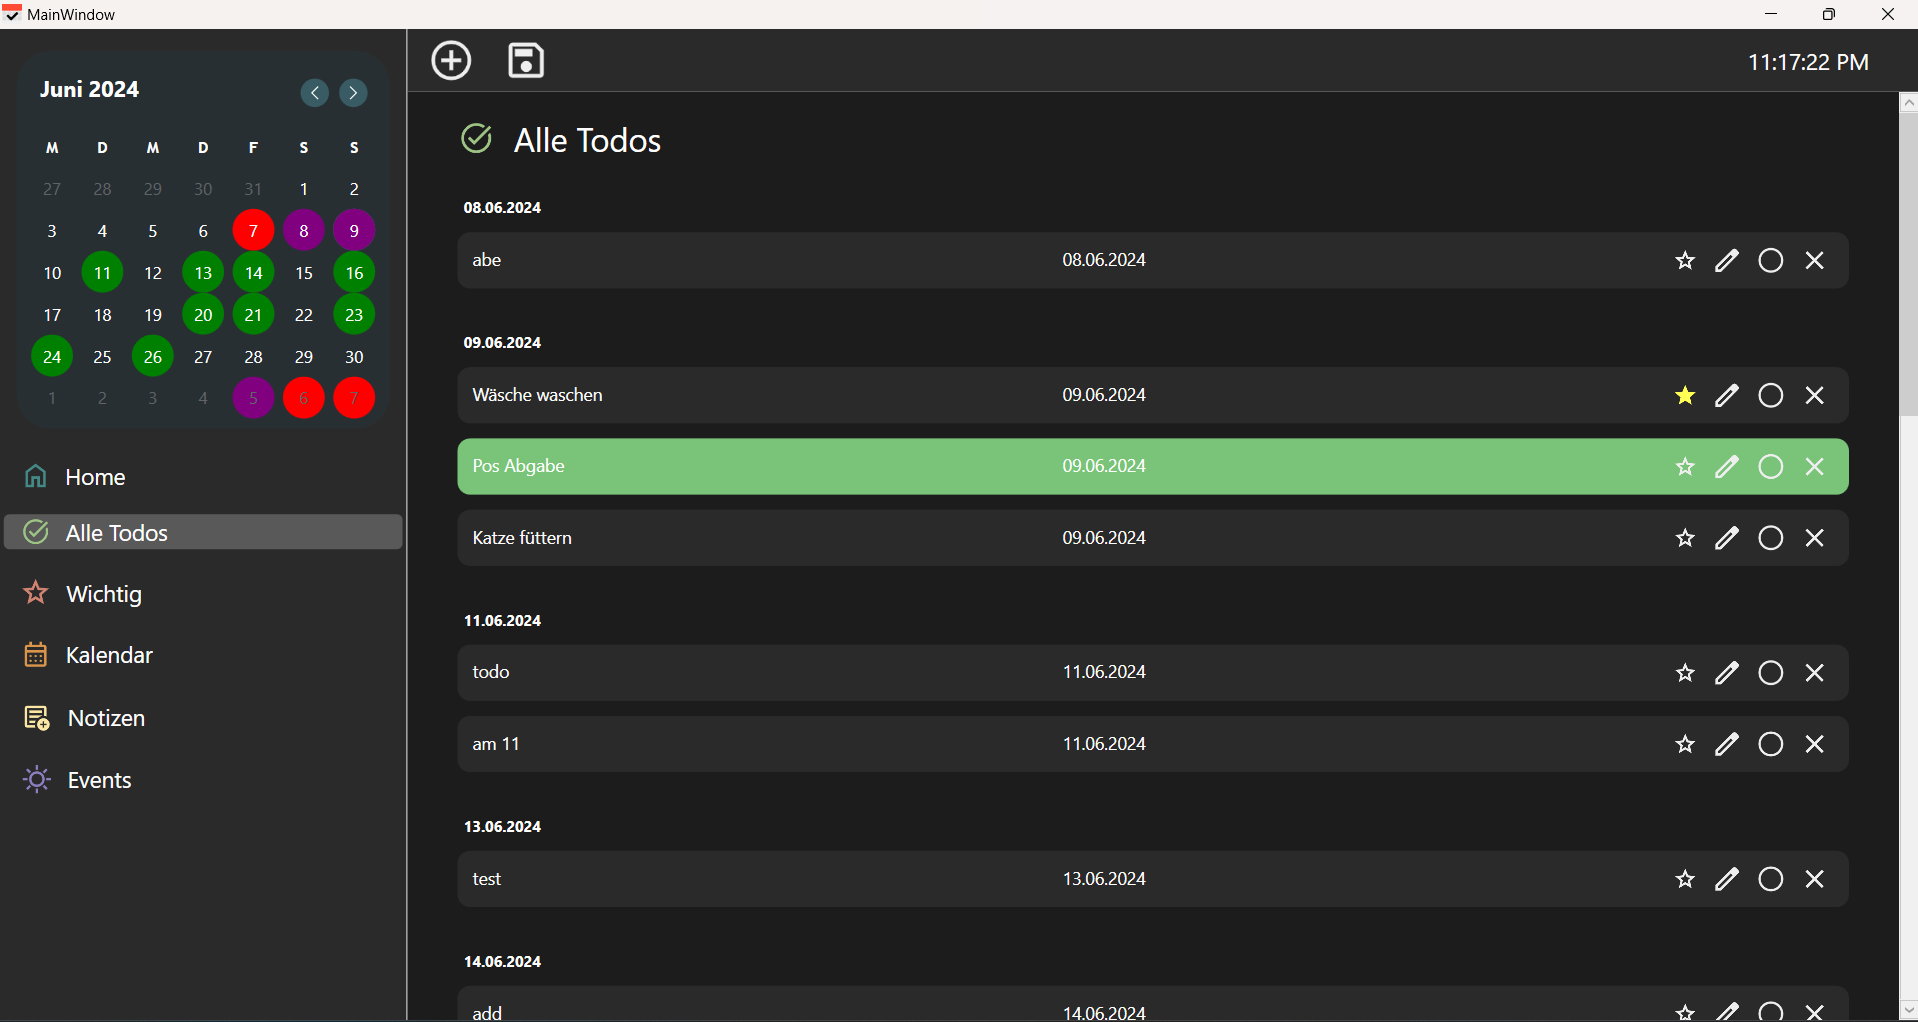 MainWindow
Juni 2024
M D M D F S S
27 28 29 30 31 1 2
3 4 5 6 7 8 9
10 11 12 13 14 15 16
17 18 19 20 21 22 23
24 25 26 27 28 29 30
1 2 3 4 5 6 7
Home
Alle Todos
Wichtig
Kalendar
Notizen
Events
11:17:22 PM
Alle Todos
08.06.2024
abe 08.06.2024
09.06.2024
Wäsche waschen 09.06.2024
Pos Abgabe 09.06.2024
Katze füttern 09.06.2024
11.06.2024
todo 11.06.2024
am 11 11.06.2024
13.06.2024
test 13.06.2024
14.06.2024
add 14.06.2024